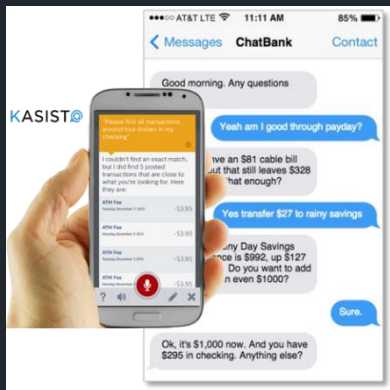 KASISTO
"Please find all transactions
around four dollars in my
checking"
I couldn't find an exact match,
but I did find 5 posted
transactions that are close to
what you're looking for. Here
they are:
ATM Fee
-$3.95
ATM Fee
-$3.95
ATM Fee
-$3.95
ATM Fee
-$3.95
AT&T LTE 11:11 AM 85%
Messages ChatBank Contact
Good morning. Any questions
Yeah am I good through payday?
ve an $81 cable bill
out that still leaves $328
hat enough?
Yes transfer $27 to rainy savings
ny Day Savings
nce is $992, up $127
Do you want to add
n even $1000?
Sure.
Ok, it's $1,000 now. And you have
$295 in checking. Anything else?